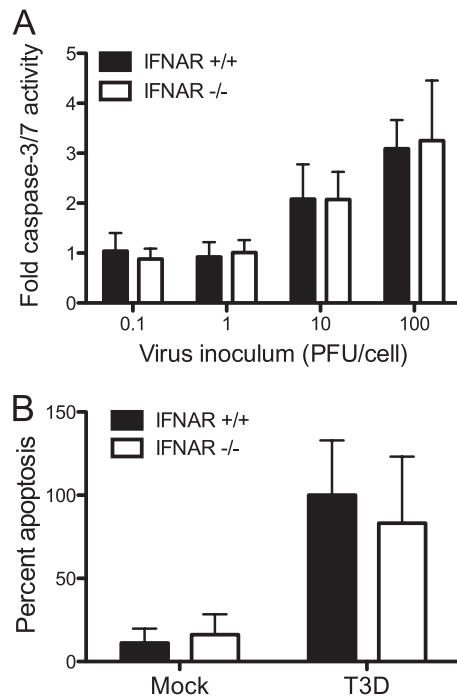 A
Fold caspase-3/7 activity
5
4
3
2
1
0
IFNAR +/+
IFNAR -/-
0.1 1 10 100
Virus inoculum (PFU/cell)
B
Percent apoptosis
150
100
50
0
IFNAR +/+
IFNAR -/-
Mock T3D